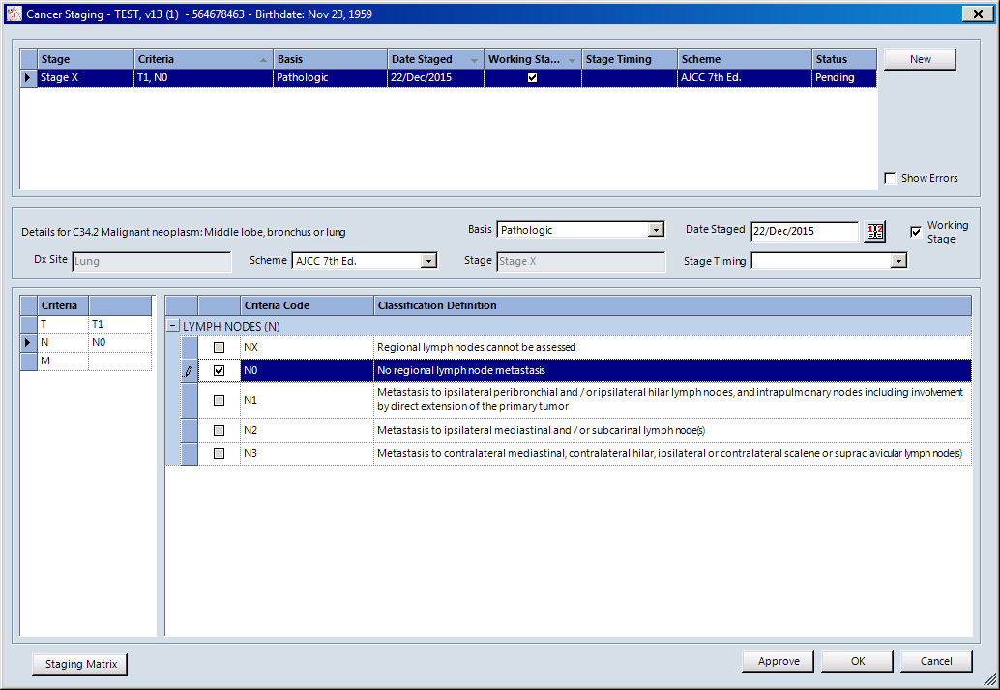 Cancer Staging - TEST, v13 (1)  - 564678463 - Birthdate: Nov 23, 1959
Stage Criteria Basis Date Staged Working Sta... Stage Timing Scheme Status
Stage X T1, N0 Pathologic 22/Dec/2015 AJCC 7th Ed. Pending
New
Show Errors
Details for C34.2 Malignant neoplasm: Middle lobe, bronchus or lung
Basis Pathologic
Date Staged 22/Dec/2015
Working
Stage
Dx Site Lung
Scheme AJCC 7th Ed.
Stage Stage X
Stage Timing
Criteria
T T1
N N0
M
Criteria Code Classification Definition
LYMPH NODES (N)
NX Regional lymph nodes cannot be assessed
N0 No regional lymph node metastasis
N1 Metastasis to ipsilateral peribronchial and / or ipsilateral hilar lymph nodes, and intrapulmonary nodes including involvement
by direct extension of the primary tumor
N2 Metastasis to ipsilateral mediastinal and / or subcarinal lymph node(s)
N3 Metastasis to contralateral mediastinal, contralateral hilar, ipsilateral or contralateral scalene or supraclavicular lymph node(s)
Staging Matrix
Approve OK Cancel